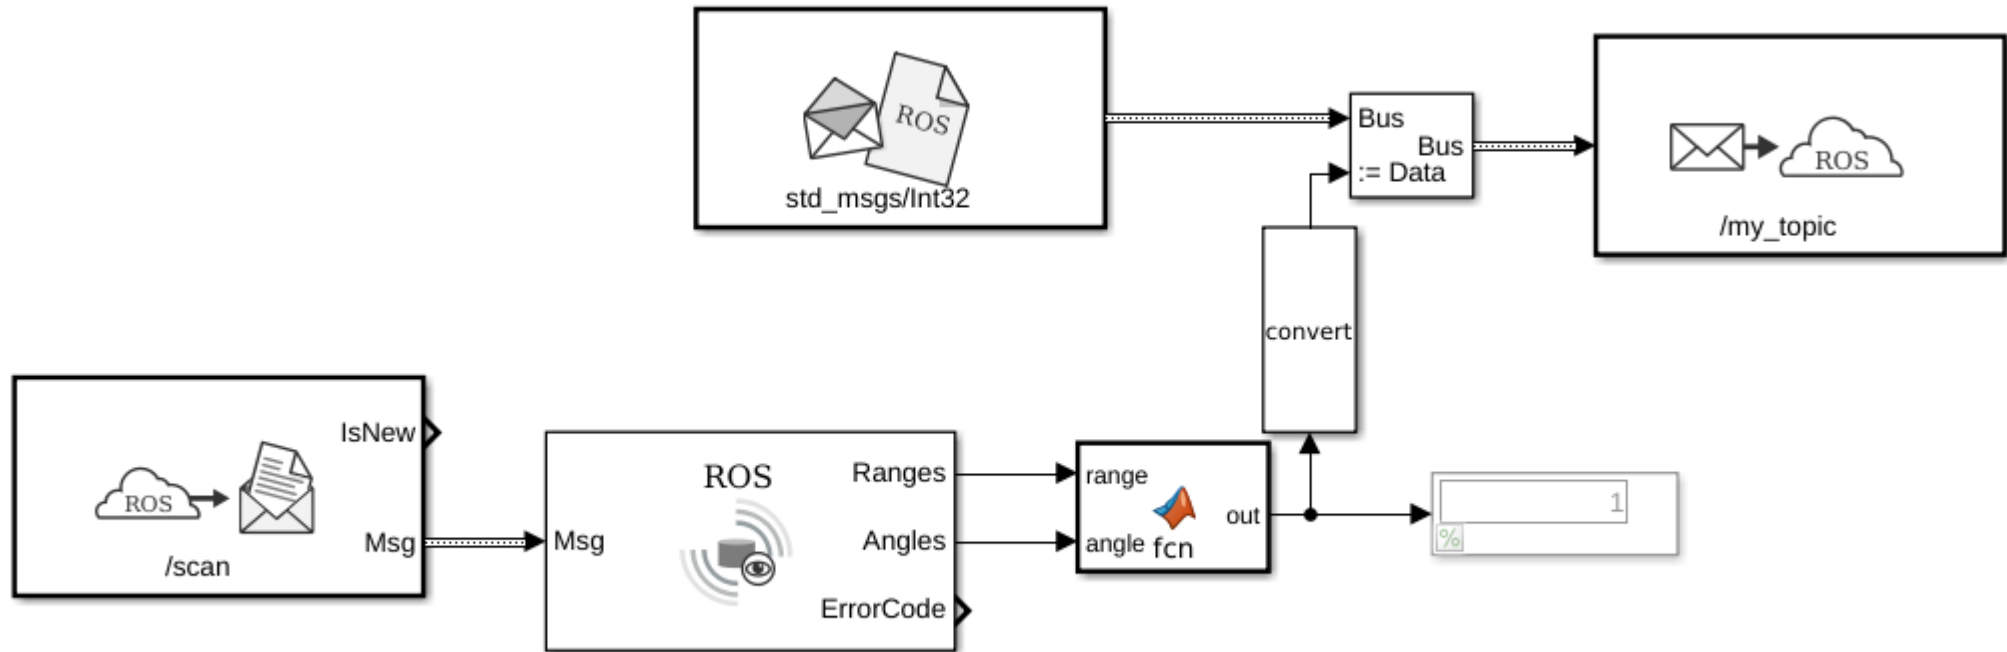 ROS
std_msgs/Int32
Bus
:= Data
Bus
ROS
/my_topic
convert
ROS
/scan
IsNew
Msg
Msg
ROS
Ranges
Angles
ErrorCode
range
angle
fcn
out
1
%